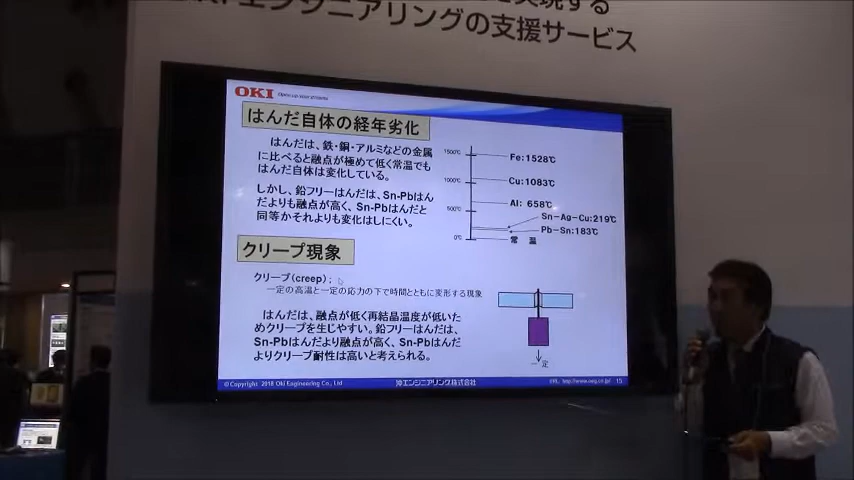 エンジニアリングの支援サービス
OKI
はんだ自体の経年劣化
はんだは、鉄・銅・アルミなどの金属
に比べると融点が極めて低く常温でも
はんだ自体は変化している。
しかし、鉛フリーはんだは、Sn-Pbはん
だよりも融点が高く、Sn-Pbはんだと
同等かそれよりも変化はしにくい。
1500℃
Fe:1528℃
1000℃
Cu:1083℃
Al: 658℃
500℃
Sn-Ag-Cu:219℃
Pb-Sn:183℃
0℃
常 温
クリープ現象
クリープ(creep);
一定の高温と一定の応力の下で時間とともに変形する現象
はんだは、融点が低く再結晶温度が低いた
めクリープを生じやすい。鉛フリーはんだは、
Sn-Pbはんだより融点が高く、Sn-Pbはんだ
よりクリープ耐性は高いと考えられる。
一定
© Copyright 2018 Oki Engineering Co., Ltd
沖エンジニアリング株式会社
URL http://www.oeg.co.jp/
15